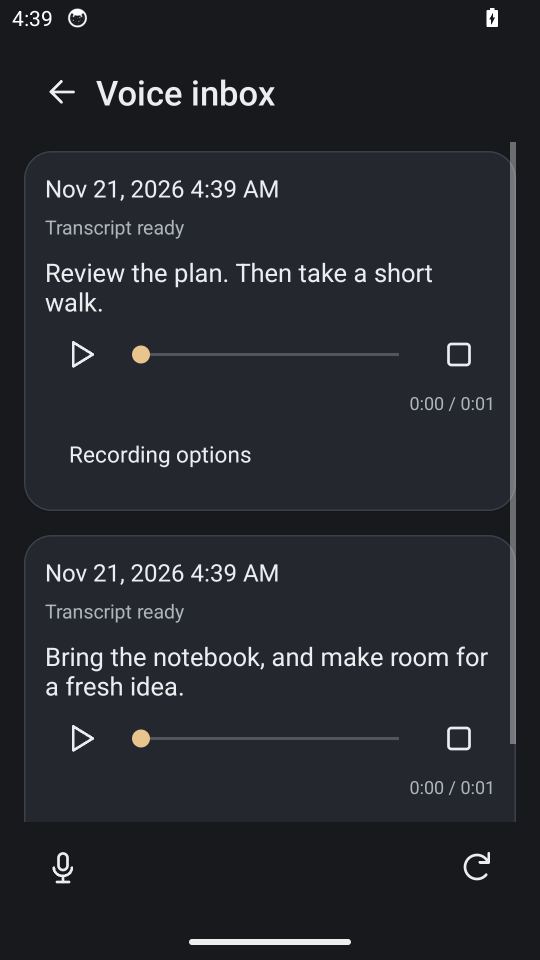 4:39
Voice inbox
Nov 21, 2026 4:39 AM
Transcript ready
Review the plan. Then take a short
walk.
0:00 / 0:01
Recording options
Nov 21, 2026 4:39 AM
Transcript ready
Bring the notebook, and make room for
a fresh idea.
0:00 / 0:01